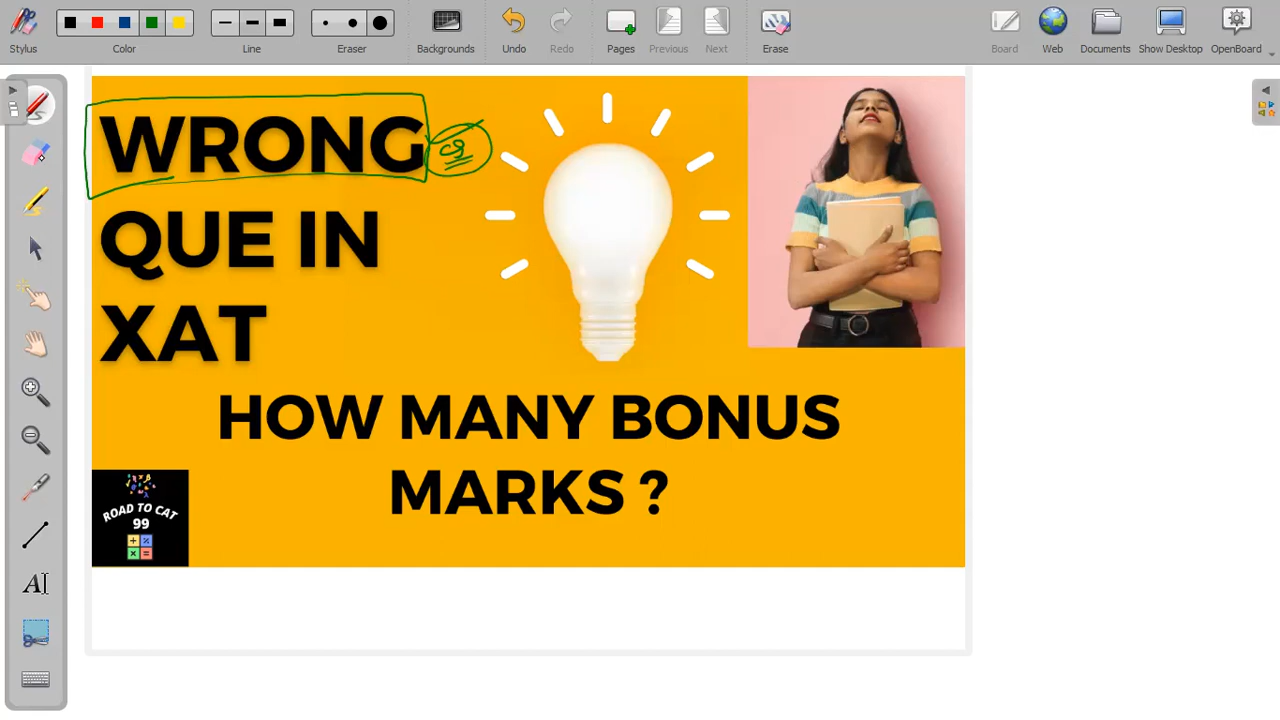 Stylus
Color
Line
Eraser
Backgrounds
Undo
Redo
Pages
Previous
Next
Erase
Board
Web
Documents
Show Desktop
OpenBoard
WRONG
QUE IN
XAT
HOW MANY BONUS
MARKS ?
ROAD TO CAT
99